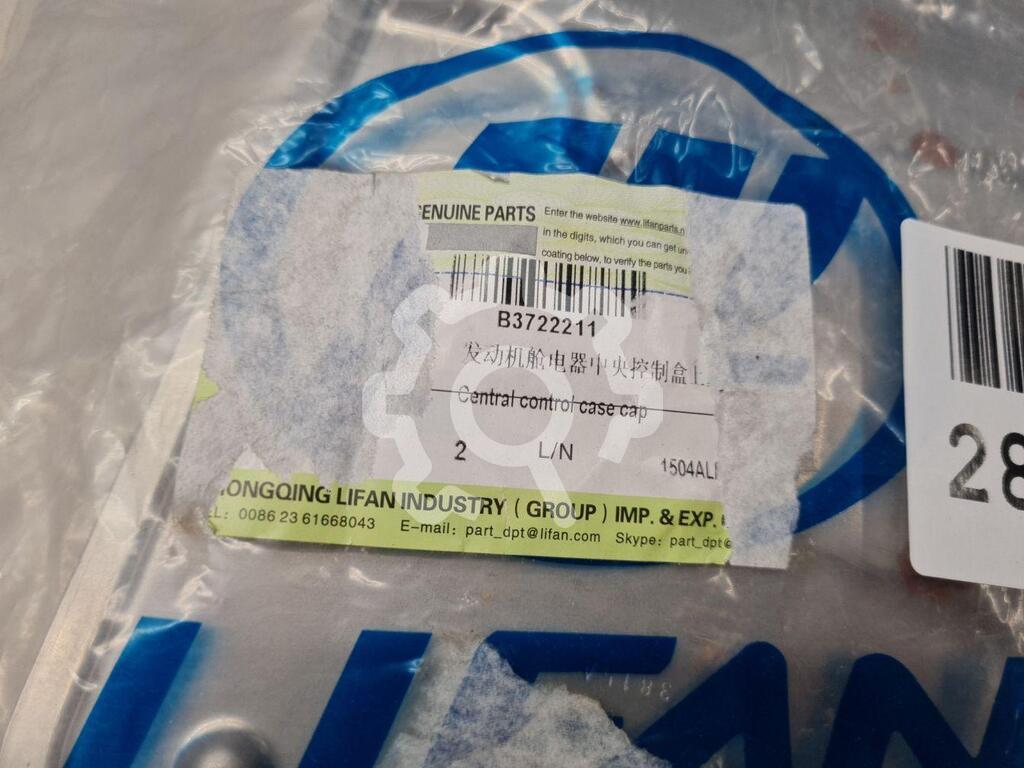 ENUINE PARTS
Enter the website www.lifanparts.n
in the digits, which you can get un
coating below, to verify the parts you
B3722211
发动机舱电器中央控制盒上
Central control case cap
2 L/N 1504AL
ONGQING LIFAN INDUSTRY ( GROUP ) IMP. & EXP.
L: 0086 23 61668043 E-mail: part_dpt@lifan.com Skype: part_dpt@
28
LIFAN